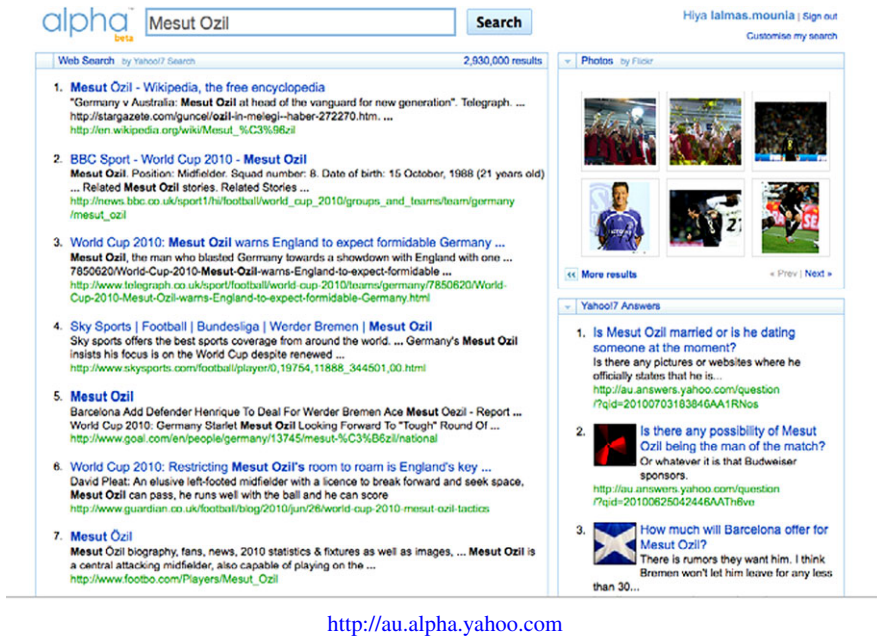 alpha
beta
Mesut Ozil
Search
Hiya lalmas.mounia | Sign out
Customise my search
Web Search by Yahoo!7 Search 2,930,000 results
1. Mesut Özil - Wikipedia, the free encyclopedia
"Germany v Australia: Mesut Ozil at head of the vanguard for new generation". Telegraph. ...
http://stargazete.com/guncel/ozil-in-melegi--haber-272270.htm. ...
http://en.wikipedia.org/wiki/Mesut_%C3%96zil
2. BBC Sport - World Cup 2010 - Mesut Ozil
Mesut Ozil. Position: Midfielder. Squad number: 8. Date of birth: 15 October, 1988 (21 years old)
... Related Mesut Ozil stories. Related Stories ...
http://news.bbc.co.uk/sport1/hi/football/world_cup_2010/groups_and_teams/team/germany
/mesut_ozil
3. World Cup 2010: Mesut Ozil warns England to expect formidable Germany ...
Mesut Ozil, the man who blasted Germany towards a showdown with England with one ...
7850620/World-Cup-2010-Mesut-Ozil-warns-England-to-expect-formidable ...
http://www.telegraph.co.uk/sport/football/world-cup-2010/teams/germany/7850620/World-
Cup-2010-Mesut-Ozil-warns-England-to-expect-formidable-Germany.html
4. Sky Sports | Football | Bundesliga | Werder Bremen | Mesut Ozil
Sky sports offers the best sports coverage from around the world. ... Germany's Mesut Ozil
insists his focus is on the World Cup despite renewed ...
http://www.skysports.com/football/player/0,19754,11888_344501,00.html
5. Mesut Ozil
Barcelona Add Defender Henrique To Deal For Werder Bremen Ace Mesut Oezil - Report ...
World Cup 2010: Germany Starlet Mesut Ozil Looking Forward To "Tough" Round Of ...
http://www.goal.com/en/people/germany/13745/mesut-%C3%B6zil/national
6. World Cup 2010: Restricting Mesut Ozil's room to roam is England's key ...
David Pleat: An elusive left-footed midfielder with a licence to break forward and seek space,
Mesut Ozil can pass, he runs well with the ball and he can score
http://www.guardian.co.uk/football/blog/2010/jun/26/world-cup-2010-mesut-ozil-tactics
7. Mesut Özil
Mesut Özil biography, fans, news, 2010 statistics & fixtures as well as images, ... Mesut Ozil is
a central attacking midfielder, also capable of playing on the ...
http://www.footbo.com/Players/Mesut_Ozil
Photos by Flickr
More results « Prev | Next »
Yahoo!7 Answers
1. Is Mesut Ozil married or is he dating
someone at the moment?
Is there any pictures or websites where he
officially states that he is...
http://au.answers.yahoo.com/question
/?qid=20100703183846AA1RNos
2. Is there any possibility of Mesut
Ozil being the man of the match?
Or whatever it is that Budweiser
sponsors.
http://au.answers.yahoo.com/question
/?qid=20100625042446AATh6ve
3. How much will Barcelona offer for
Mesut Ozil?
There is rumors they want him. I think
Bremen won't let him leave for any less
than 30...
http://au.alpha.yahoo.com